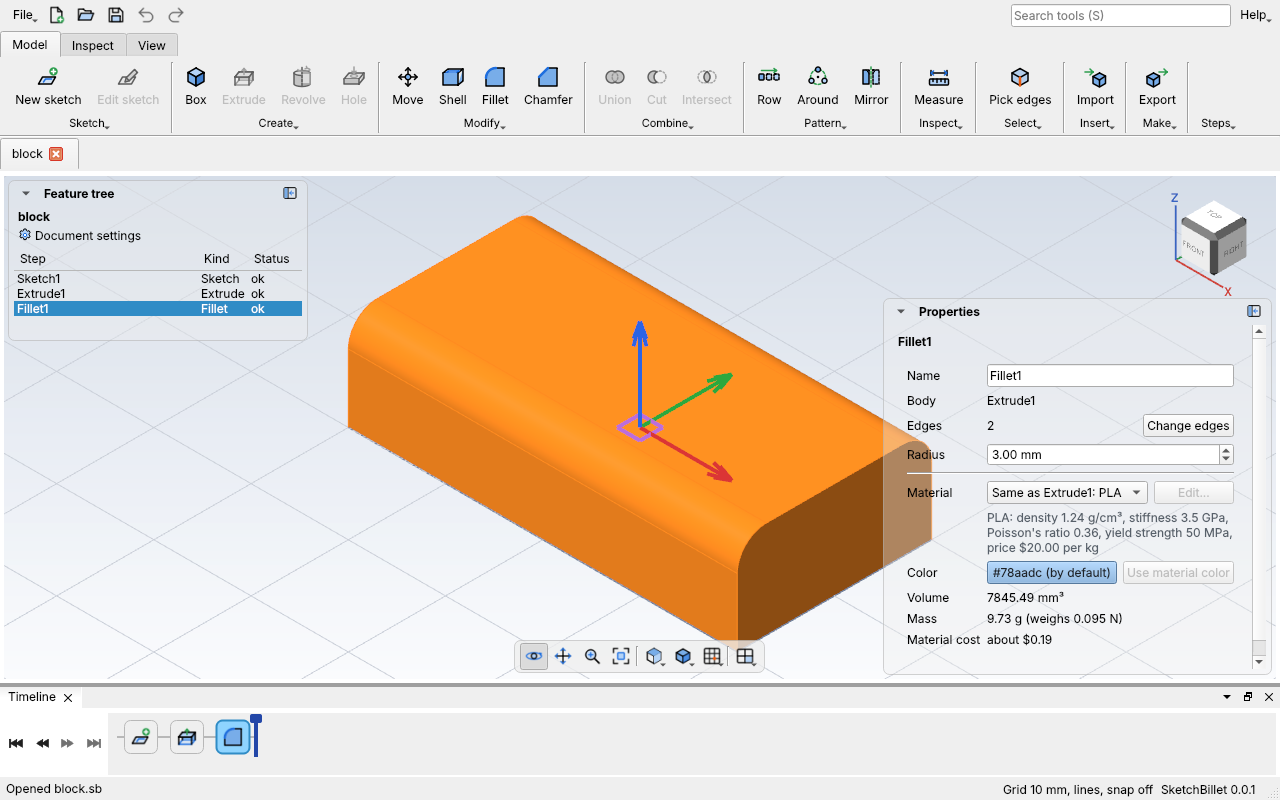 File
Search tools (S)
Help
Model
Inspect
View
New sketch
Edit sketch
Box
Extrude
Revolve
Hole
Move
Shell
Fillet
Chamfer
Union
Cut
Intersect
Row
Around
Mirror
Measure
Pick edges
Import
Export
Sketch
Create
Modify
Combine
Pattern
Inspect
Select
Insert
Make
Steps
block
Feature tree
block
Document settings
Step Kind Status
Sketch1 Sketch ok
Extrude1 Extrude ok
Fillet1 Fillet ok
Z
TOP
FRONT
RIGHT
X
Properties
Fillet1
Name Fillet1
Body Extrude1
Edges 2 Change edges
Radius 3.00 mm
Material Same as Extrude1: PLA Edit...
PLA: density 1.24 g/cm³, stiffness 3.5 GPa,
Poisson's ratio 0.36, yield strength 50 MPa,
price $20.00 per kg
Color #78aadc (by default) Use material color
Volume 7845.49 mm³
Mass 9.73 g (weighs 0.095 N)
Material cost about $0.19
Timeline
Opened block.sb
Grid 10 mm, lines, snap off SketchBillet 0.0.1